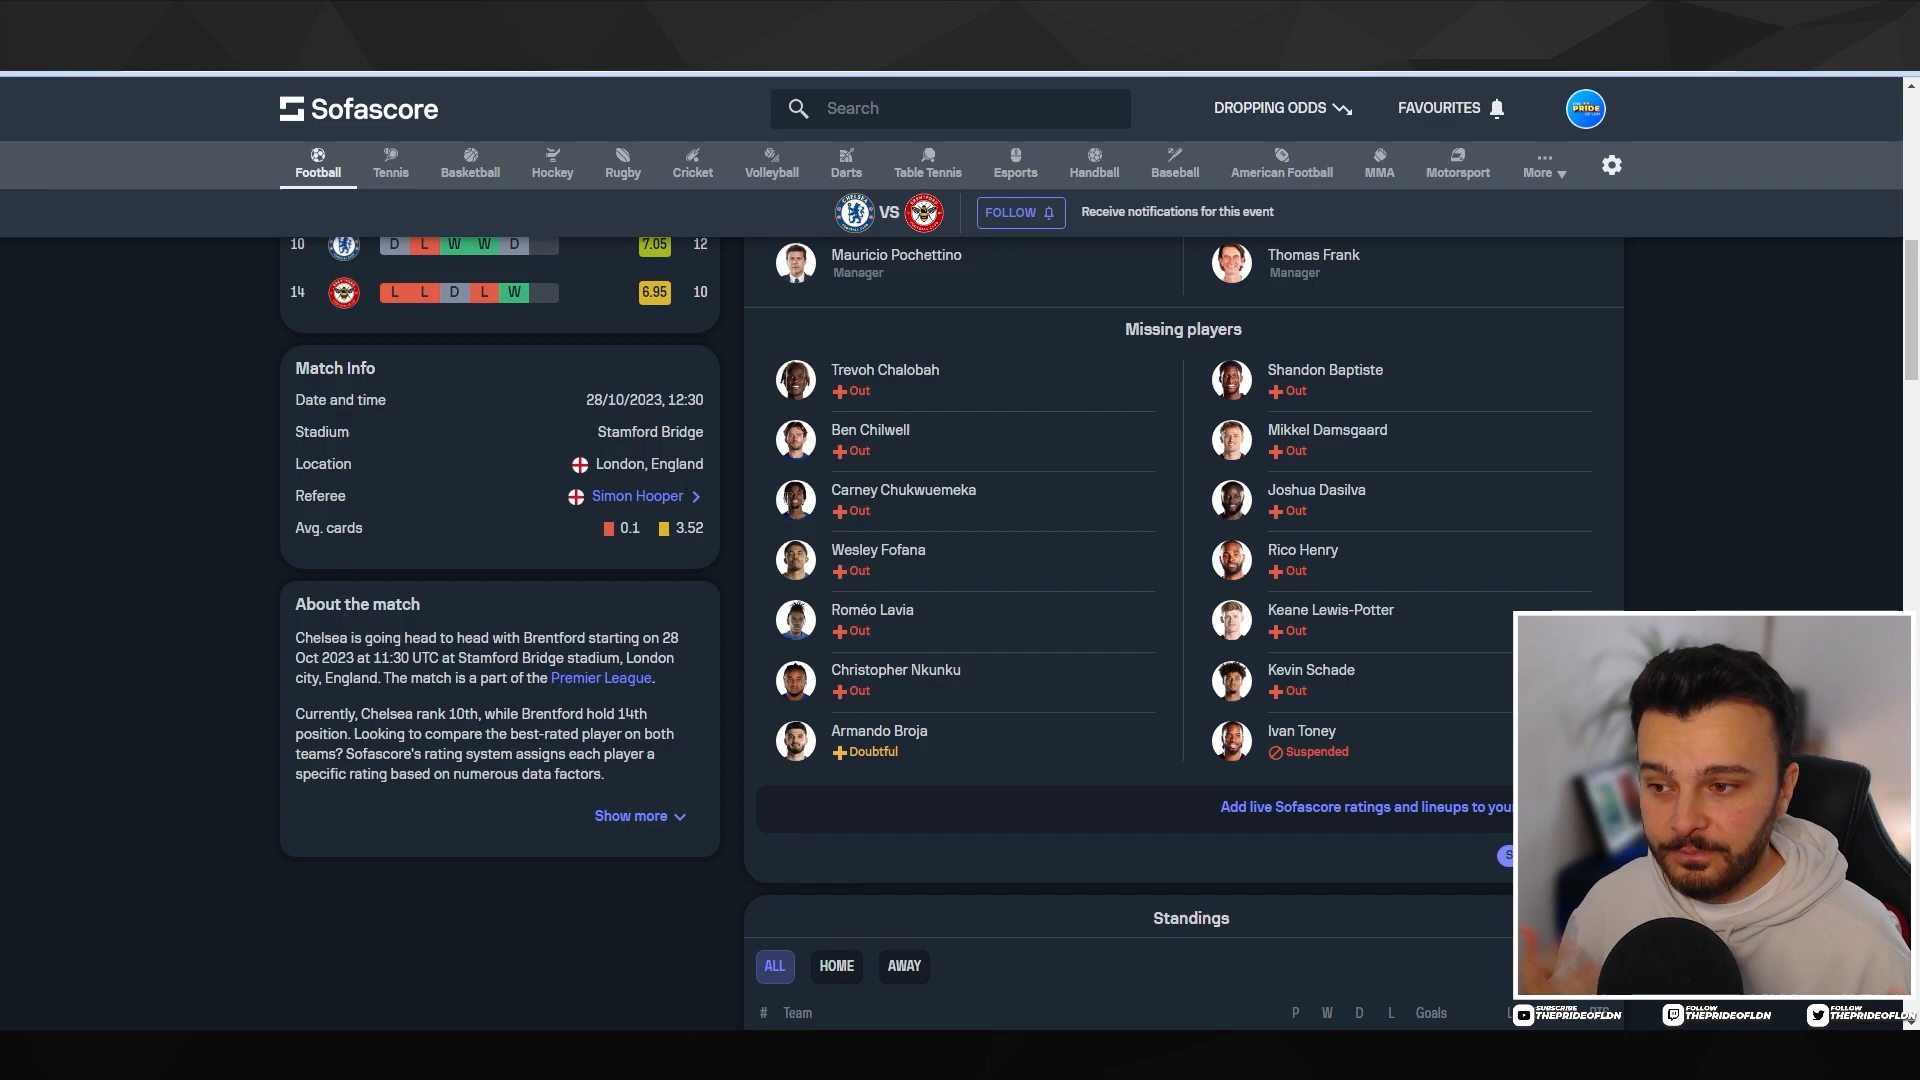 Sofascore
Search
DROPPING ODDS
FAVOURITES
PRIDE
Football
Tennis
Basketball
Hockey
Rugby
Cricket
Volleyball
Darts
Table Tennis
Esports
Handball
Baseball
American Football
MMA
Motorsport
More
VS
FOLLOW
Receive notifications for this event
10 D L W W D 7.05 12
14 L L D L W 6.95 10
Match Info
Date and time 28/10/2023, 12:30
Stadium Stamford Bridge
Location London, England
Referee Simon Hooper
Avg. cards 0.1 3.52
About the match
Chelsea is going head to head with Brentford starting on 28
Oct 2023 at 11:30 UTC at Stamford Bridge stadium, London
city, England. The match is a part of the Premier League.
Currently, Chelsea rank 10th, while Brentford hold 14th
position. Looking to compare the best-rated player on both
teams? Sofascore's rating system assigns each player a
specific rating based on numerous data factors.
Show more
Mauricio Pochettino
Manager
Thomas Frank
Manager
Missing players
Trevoh Chalobah
Out
Ben Chilwell
Out
Carney Chukwuemeka
Out
Wesley Fofana
Out
Roméo Lavia
Out
Christopher Nkunku
Out
Armando Broja
Doubtful
Shandon Baptiste
Out
Mikkel Damsgaard
Out
Joshua Dasilva
Out
Rico Henry
Out
Keane Lewis-Potter
Out
Kevin Schade
Out
Ivan Toney
Suspended
Add live Sofascore ratings and lineups to you
S
Standings
ALL HOME AWAY
# Team P W D L Goals
SUBSCRIBE
THEPRIDEOFLDN
FOLLOW
THEPRIDEOFLDN
FOLLOW
THEPRIDEOFLDN